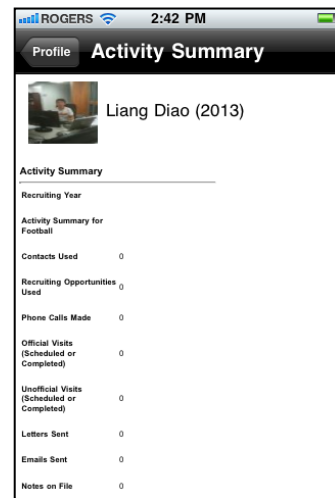 ROGERS 2:42 PM
Profile Activity Summary
Liang Diao (2013)
Activity Summary
Recruiting Year
Activity Summary for
Football
Contacts Used 0
Recruiting Opportunities
Used 0
Phone Calls Made 0
Official Visits
(Scheduled or 0
Completed)
Unofficial Visits
(Scheduled or 0
Completed)
Letters Sent 0
Emails Sent 0
Notes on File 0